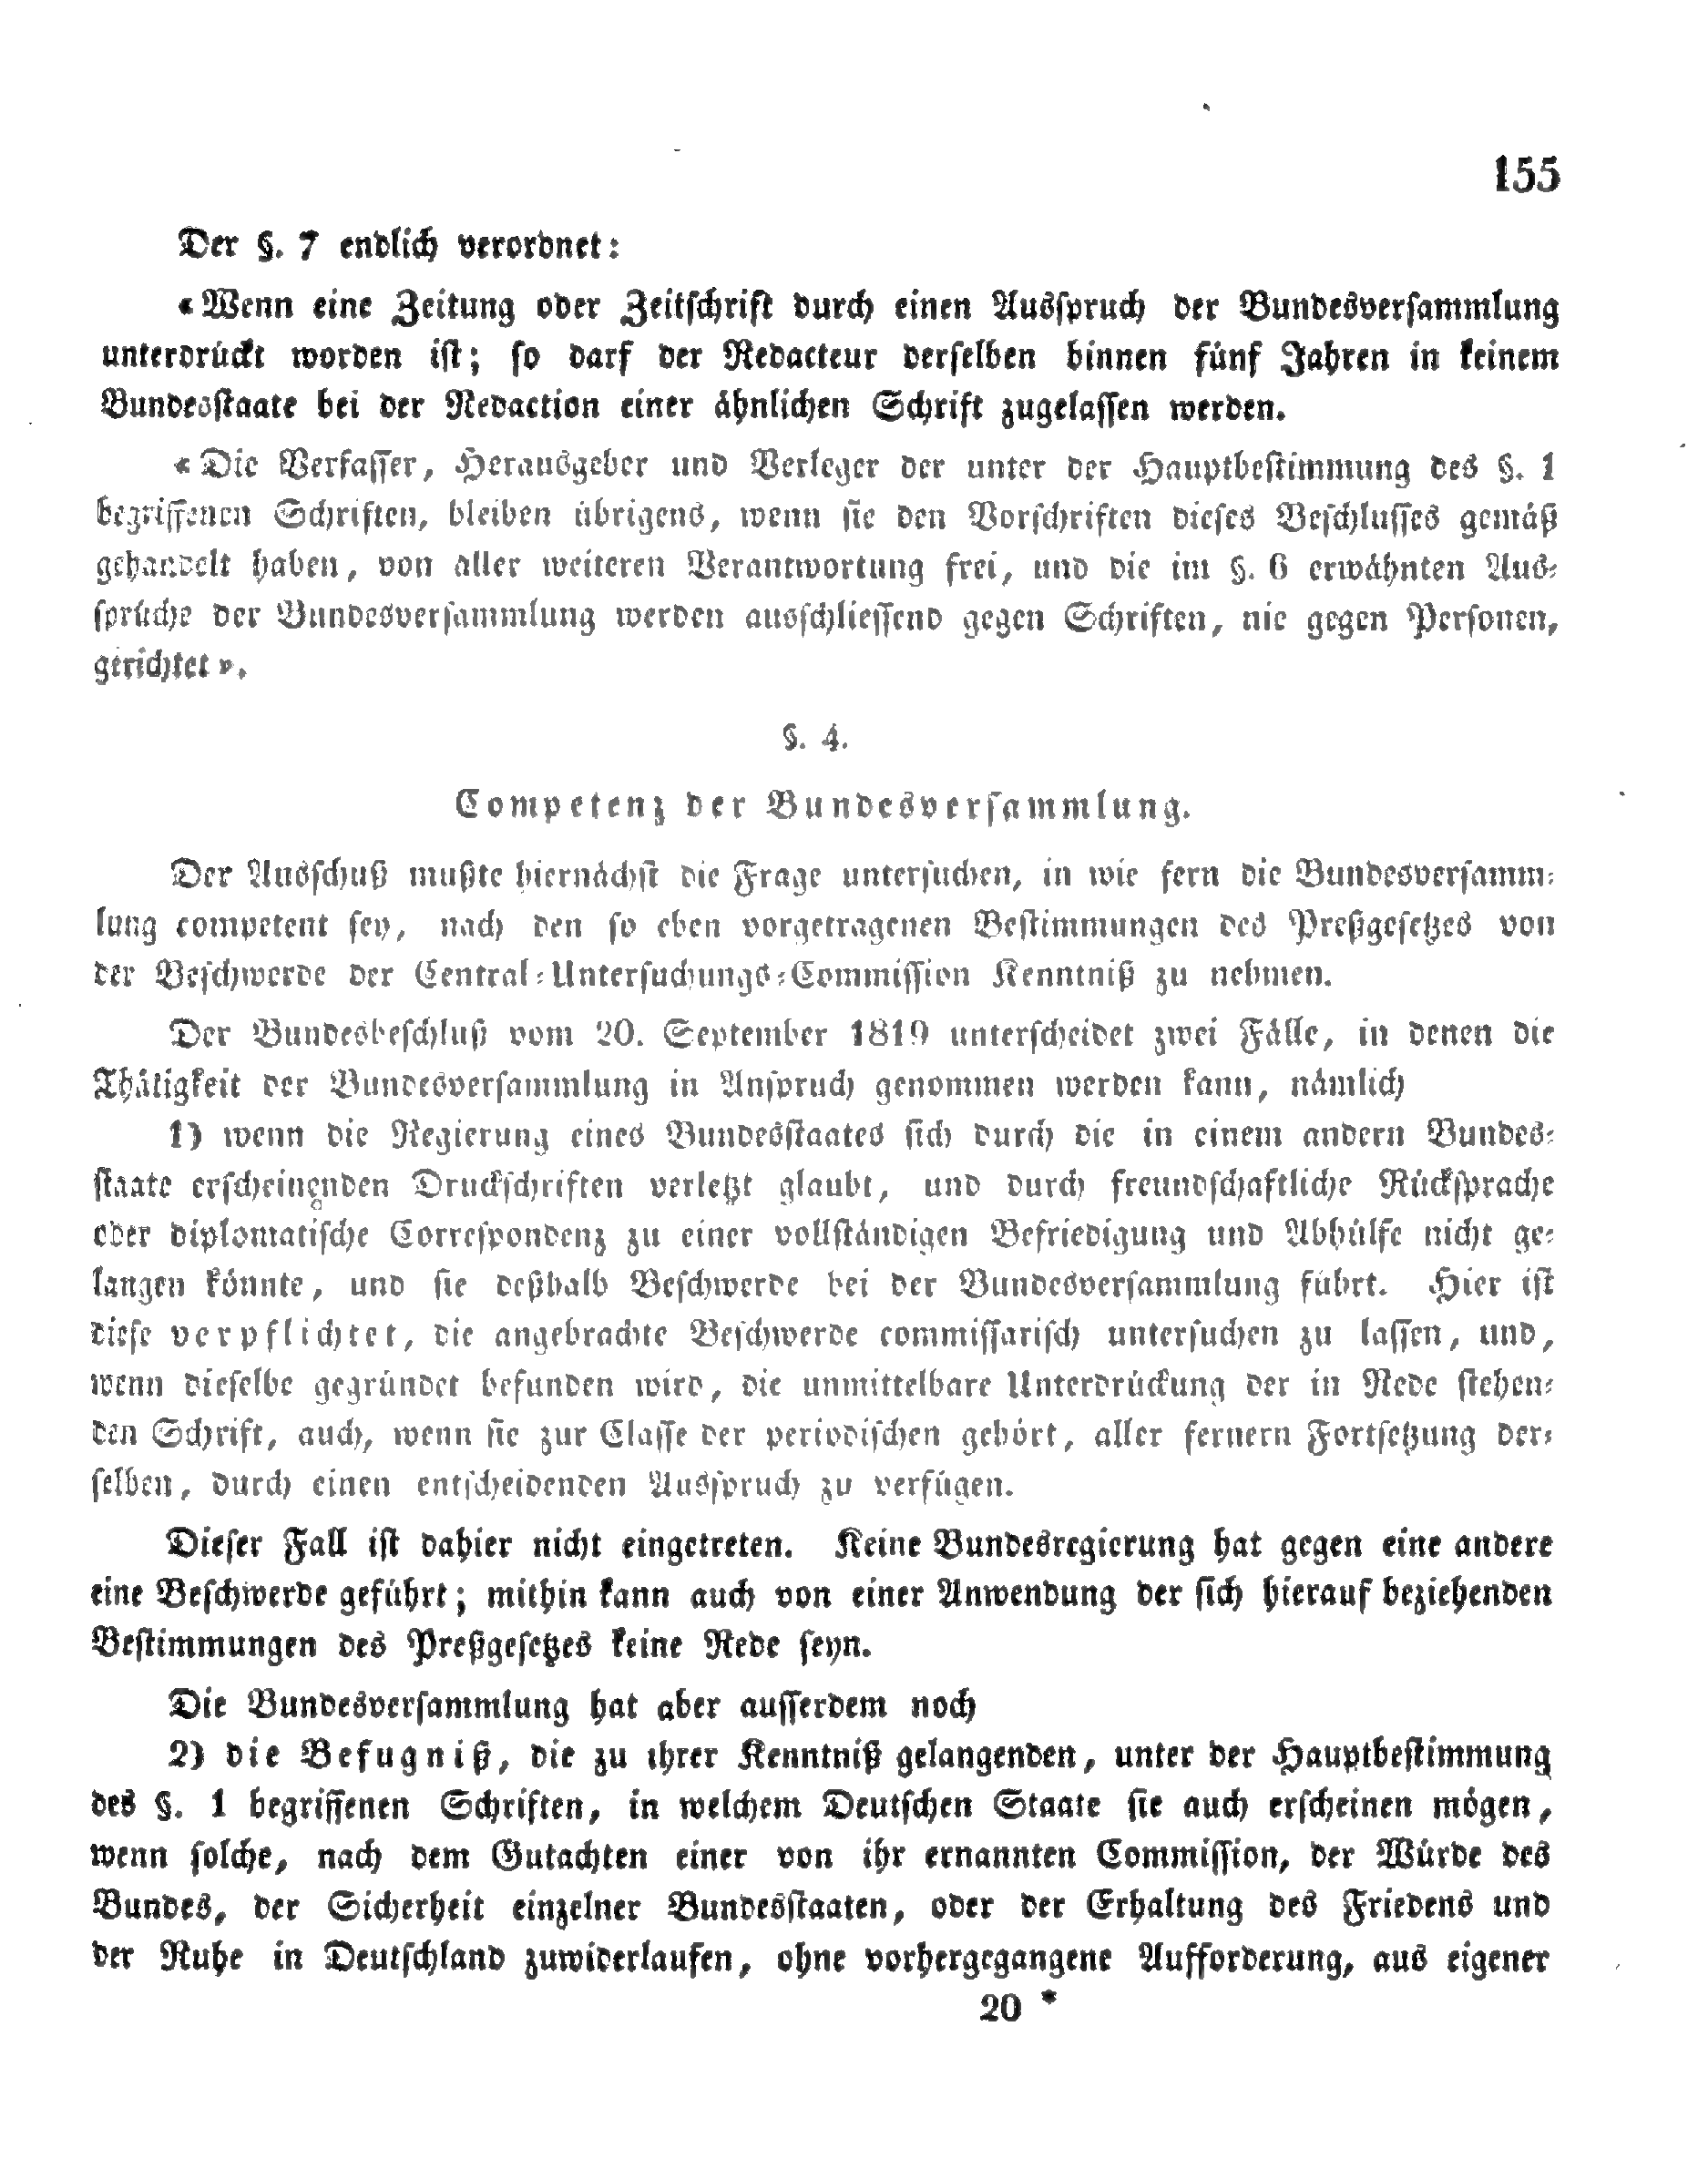 155
Der §. 7 endlich verordnet:
«Wenn eine Zeitung oder Zeitſchrift durch einen Ausſpruch der Bundesverſammlung
unterdrückt worden iſt; ſo darf der Redacteur derſelben binnen fünf Jahren in keinem
Bundesſtaate bei der Redaction einer ähnlichen Schrift zugelaſſen werden.
«Die Verfaſſer, Herausgeber und Verleger der unter der Hauptbeſtimmung des §. 1
begriffenen Schriften, bleiben übrigens, wenn ſie den Vorſchriften dieſes Beſchluſſes gemäß
gehandelt haben, von aller weiteren Verantwortung frei, und die im §. 6 erwähnten Aus-
ſprüche der Bundesverſammlung werden ausſchlieſſend gegen Schriften, nie gegen Perſonen,
gerichtet».
§. 4.
Competenz der Bundesverſammlung.
Der Ausſchuß mußte hiernächſt die Frage unterſuchen, in wie fern die Bundesverſamm-
lung competent ſey, nach den ſo eben vorgetragenen Beſtimmungen des Preßgeſetzes von
der Beſchwerde der Central-Unterſuchungs-Commiſſion Kenntniß zu nehmen.
Der Bundesbeſchluß vom 20. September 1819 unterſcheidet zwei Fälle, in denen die
Thätigkeit der Bundesverſammlung in Anſpruch genommen werden kann, nämlich
1) wenn die Regierung eines Bundesſtaates ſich durch die in einem andern Bundes-
ſtaate erſcheinenden Druckſchriften verletzt glaubt, und durch freundſchaftliche Rückſprache
oder diplomatiſche Correſpondenz zu einer vollſtändigen Befriedigung und Abhülfe nicht ge-
langen könnte, und ſie deßhalb Beſchwerde bei der Bundesverſammlung führt. Hier iſt
dieſe verpflichtet, die angebrachte Beſchwerde commiſſariſch unterſuchen zu laſſen, und,
wenn dieſelbe gegründet befunden wird, die unmittelbare Unterdrückung der in Rede ſtehen-
den Schrift, auch, wenn ſie zur Claſſe der periodiſchen gehört, aller fernern Fortſetzung der-
ſelben, durch einen entſcheidenden Ausſpruch zu verfügen.
Dieſer Fall iſt dahier nicht eingetreten. Keine Bundesregierung hat gegen eine andere
eine Beſchwerde geführt; mithin kann auch von einer Anwendung der ſich hierauf beziehenden
Beſtimmungen des Preßgeſetzes keine Rede ſeyn.
Die Bundesverſammlung hat aber auſſerdem noch
2) die Befugniß, die zu ihrer Kenntniß gelangenden, unter der Hauptbeſtimmung
des §. 1 begriffenen Schriften, in welchem Deutſchen Staate ſie auch erſcheinen mögen,
wenn ſolche, nach dem Gutachten einer von ihr ernannten Commiſſion, der Würde des
Bundes, der Sicherheit einzelner Bundesſtaaten, oder der Erhaltung des Friedens und
der Ruhe in Deutſchland zuwiderlaufen, ohne vorhergegangene Aufforderung, aus eigener
20 *